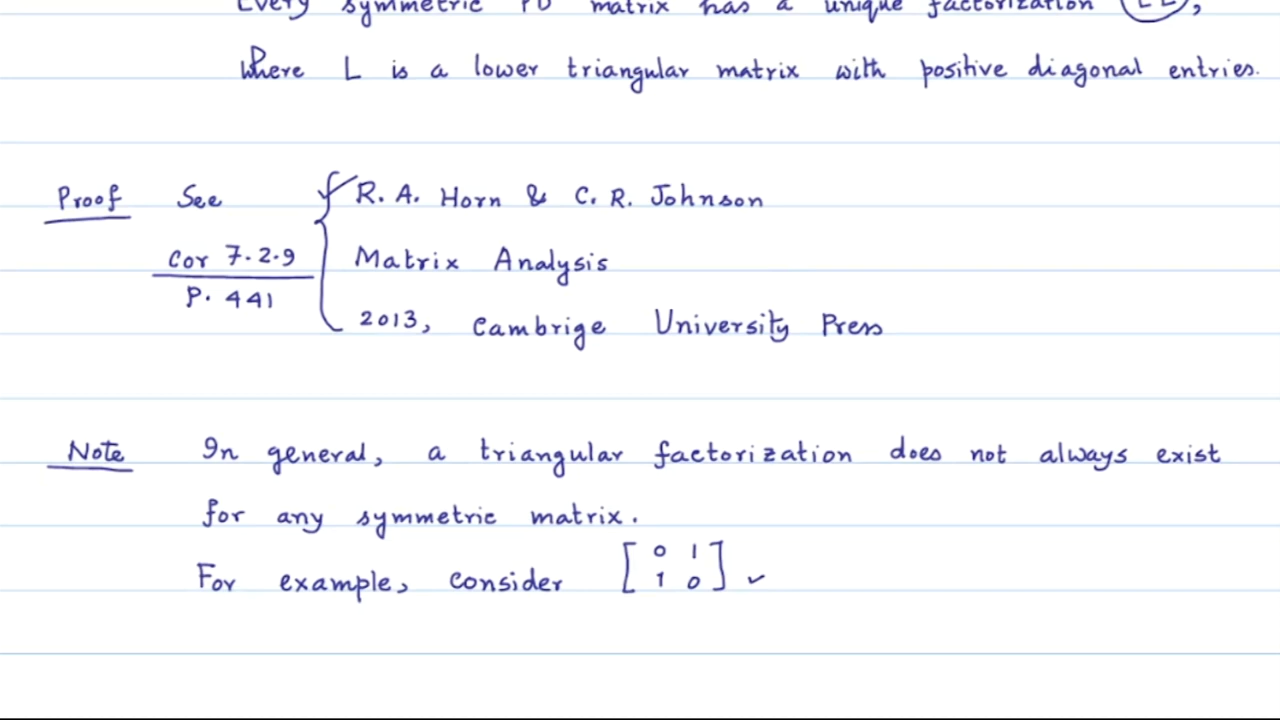 Every symmetric PD matrix has a unique factorization
where L is a lower triangular matrix with positive diagonal entries.
Proof See R. A. Horn & C. R. Johnson
Cor 7.2.9 Matrix Analysis
P. 441 2013, Cambrige University Press
Note In general, a triangular factorization does not always exist
for any symmetric matrix.
For example, consider [ 0 1
1 0 ] ✓